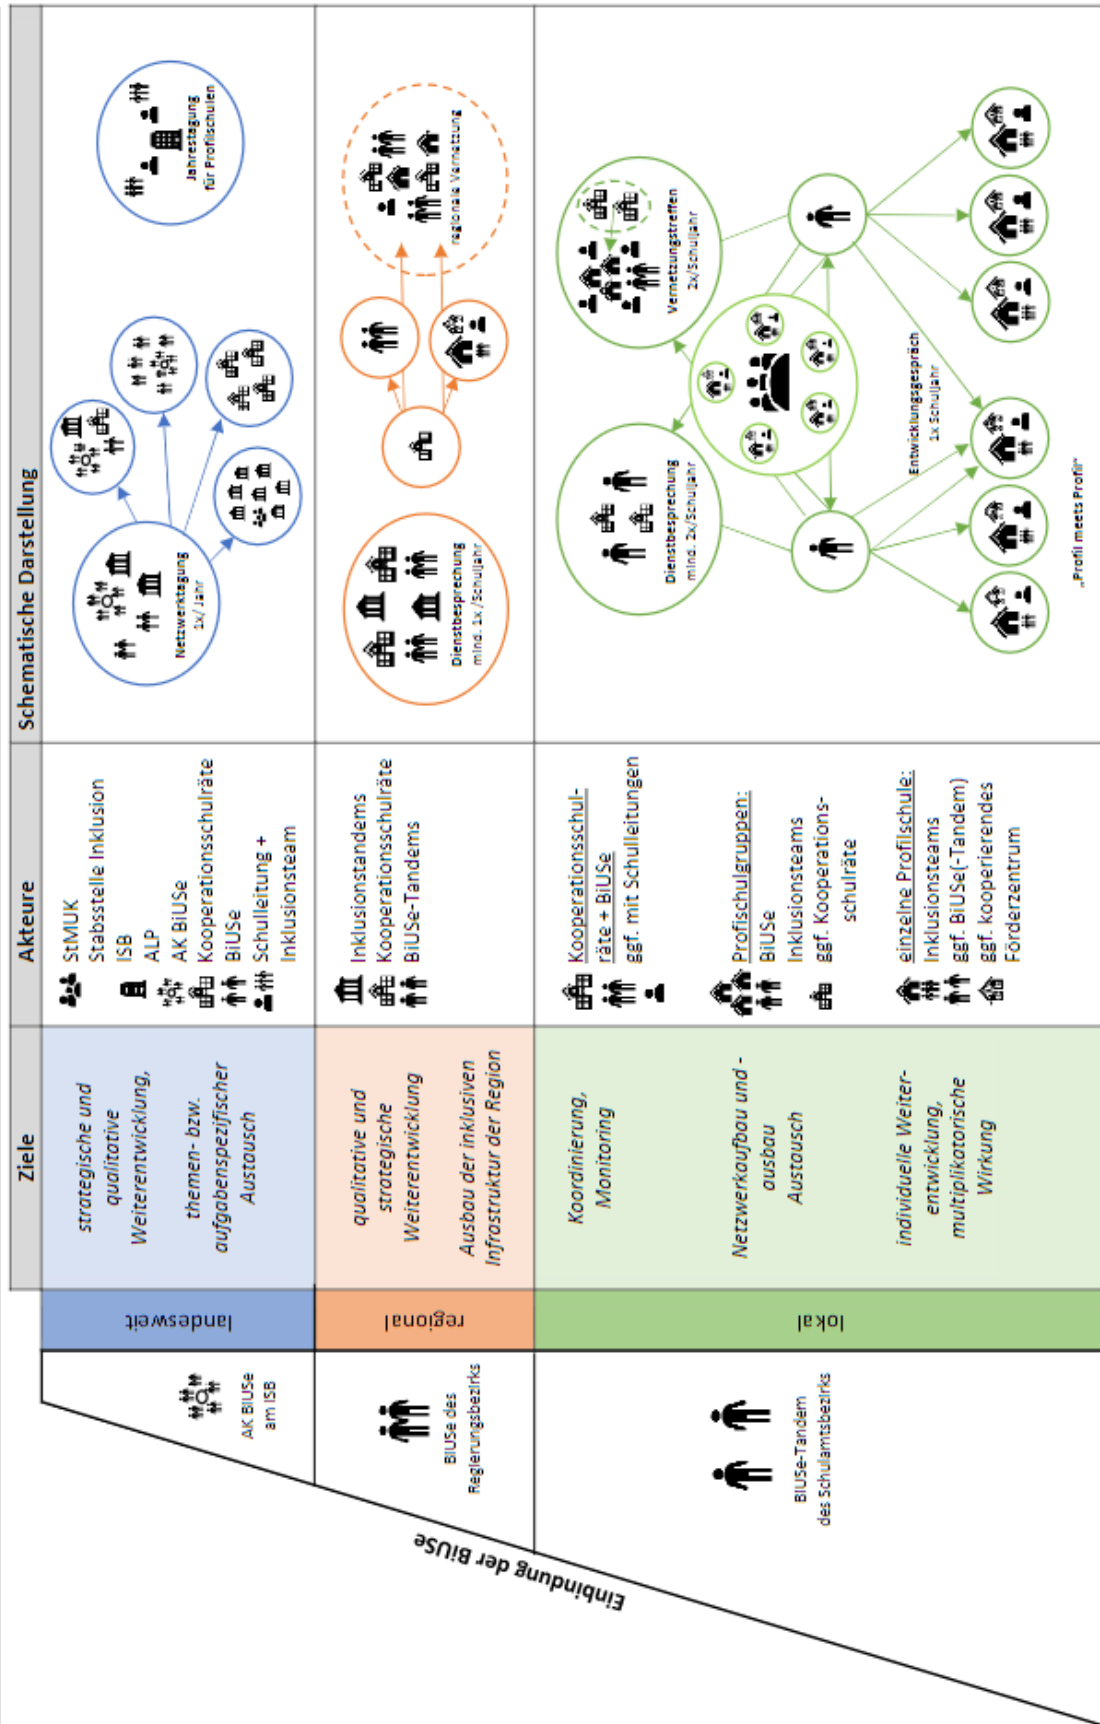 Ziele
Akteure
Schematische Darstellung
Einbindung der BiUSe
AK BiUSe
am ISB
landesweit
strategische und
qualitative
Weiterentwicklung,
themen- bzw.
aufgabenspezifischer
Austausch
StMUK
Stabsstelle Inklusion
ISB
ALP
AK BiUSe
Kooperationsschulräte
BiUSe
Schulleitung +
Inklusionsteam
Netzwerktagung
1x/Jahr
Jahrestagung
für Profilschulen
BiUSe des
Regierungsbezirks
regional
qualitative und
strategische
Weiterentwicklung
Ausbau der inklusiven
Infrastruktur der Region
Inklusionstandems
Kooperationsschulräte
BiUSe-Tandems
Dienstbesprechung
mind. 1x /Schuljahr
regionale Vernetzung
BiUSe-Tandem
des Schulamtsbezirks
lokal
Koordinierung,
Monitoring
Netzwerkaufbau und -
ausbau
Austausch
individuelle Weiter-
entwicklung,
multiplikatorische
Wirkung
Kooperationsschul-
räte + BiUSe
ggf. mit Schulleitungen
Profischulgruppen:
BiUSe
Inklusionsteams
ggf. Kooperations-
schulräte
einzelne Profilschule:
Inklusionsteams
ggf. BiUSe(-Tandem)
ggf. kooperierendes
Förderzentrum
Dienstbesprechung
mind. 2x/Schuljahr
Vernetzungstreffen
2x/Schuljahr
Entwicklungsgespräch
1x Schuljahr
„Profil meets Profil"